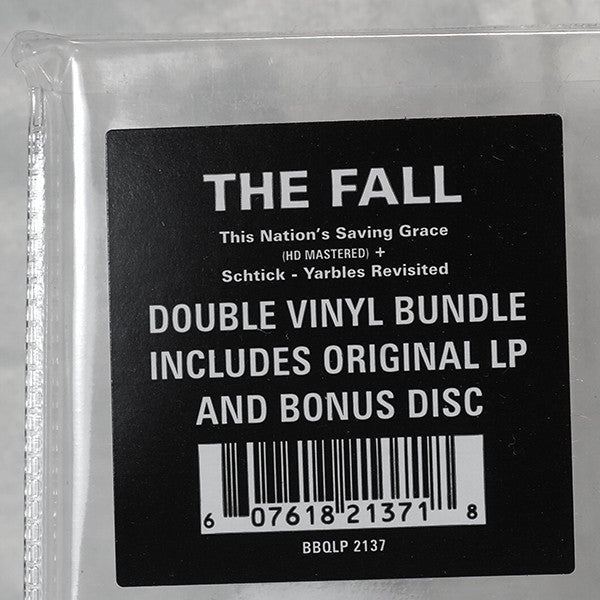 THE FALL
This Nation's Saving Grace
(HD MASTERED) +
Schtick - Yarbles Revisited
DOUBLE VINYL BUNDLE
INCLUDES ORIGINAL LP
AND BONUS DISC
6 07618 21371 8
BBQLP 2137